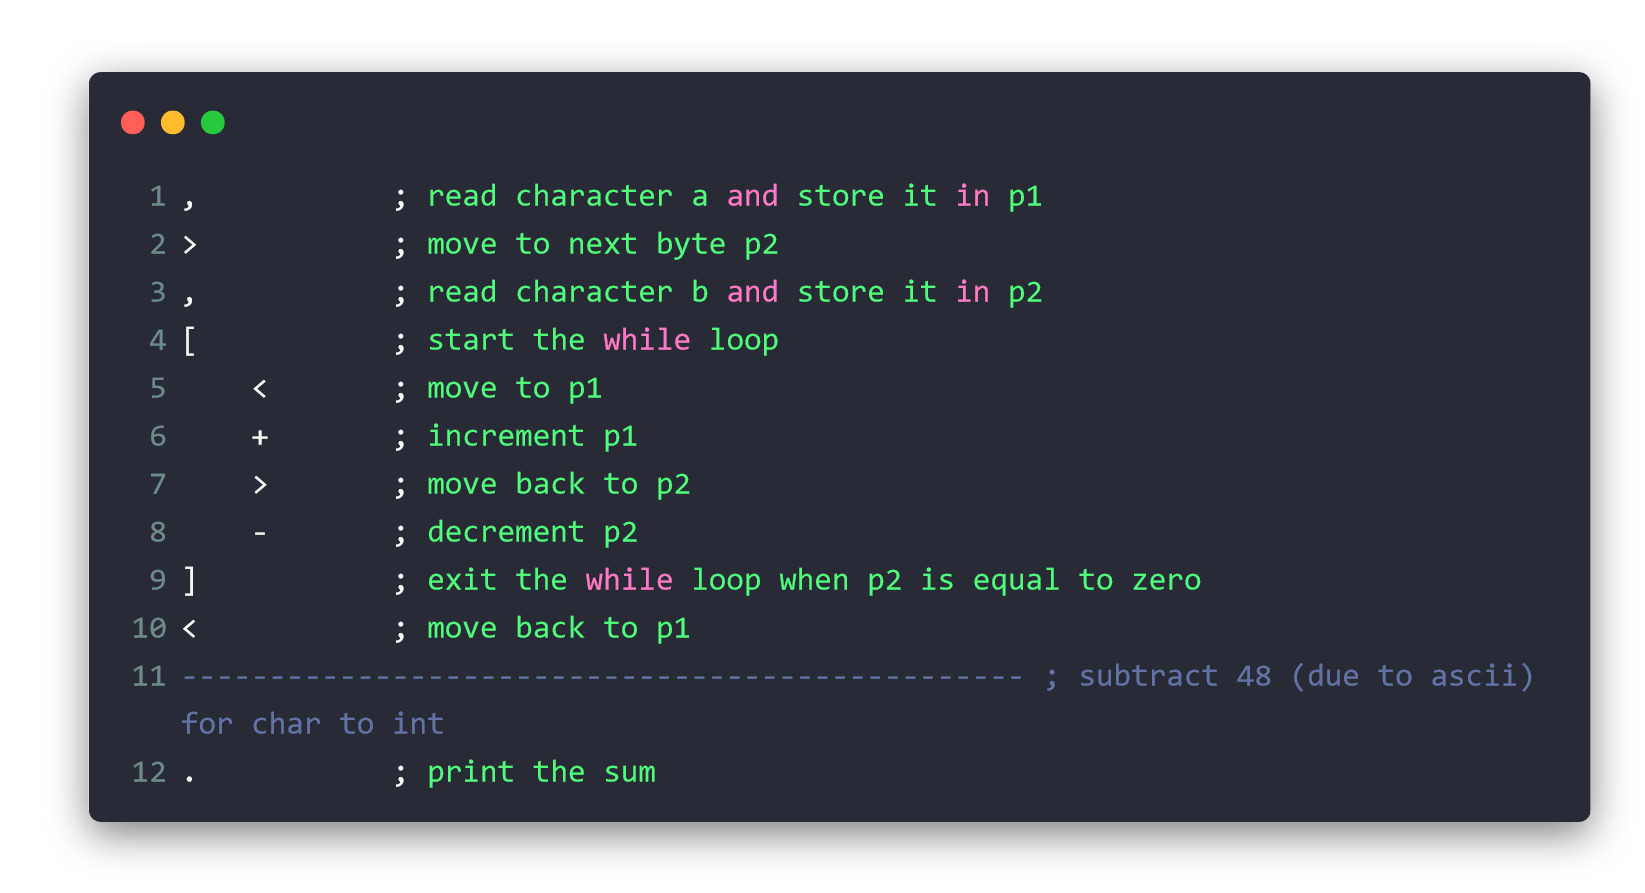 1 ,           ; read character a and store it in p1
2 >           ; move to next byte p2
3 ,           ; read character b and store it in p2
4 [           ; start the while loop
5     <       ; move to p1
6     +       ; increment p1
7     >       ; move back to p2
8     -       ; decrement p2
9 ]           ; exit the while loop when p2 is equal to zero
10 <           ; move back to p1
11 ------------------------------------------------ ; subtract 48 (due to ascii)
for char to int
12 .           ; print the sum